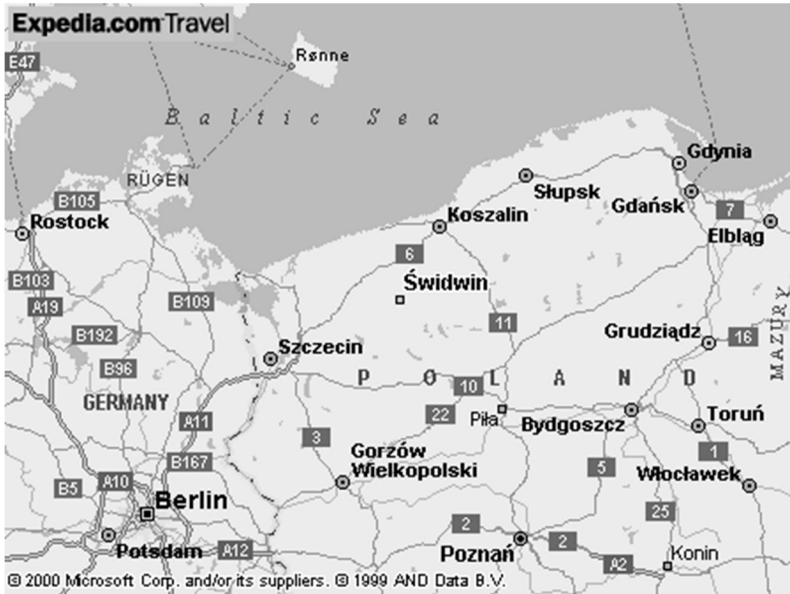 Expedia.com Travel
Rønne
E47
Baltic Sea
Gdynia
RÜGEN
Słupsk
Gdańsk
B105
7
Rostock
Koszalin
Elbląg
6
B103
Świdwin
A19
B109
11
MAZURY
B192
Grudziądz
16
Szczecin
B96
POLAND
10
GERMANY
22
Piła
Bydgoszcz
Toruń
A11
3
1
Gorzów
Wielkopolski
B167
5
Włocławek
B5
A10
Berlin
25
2
Potsdam
A12
Poznań
2
A2
Konin
© 2000 Microsoft Corp. and/or its suppliers. © 1999 AND Data B.V.